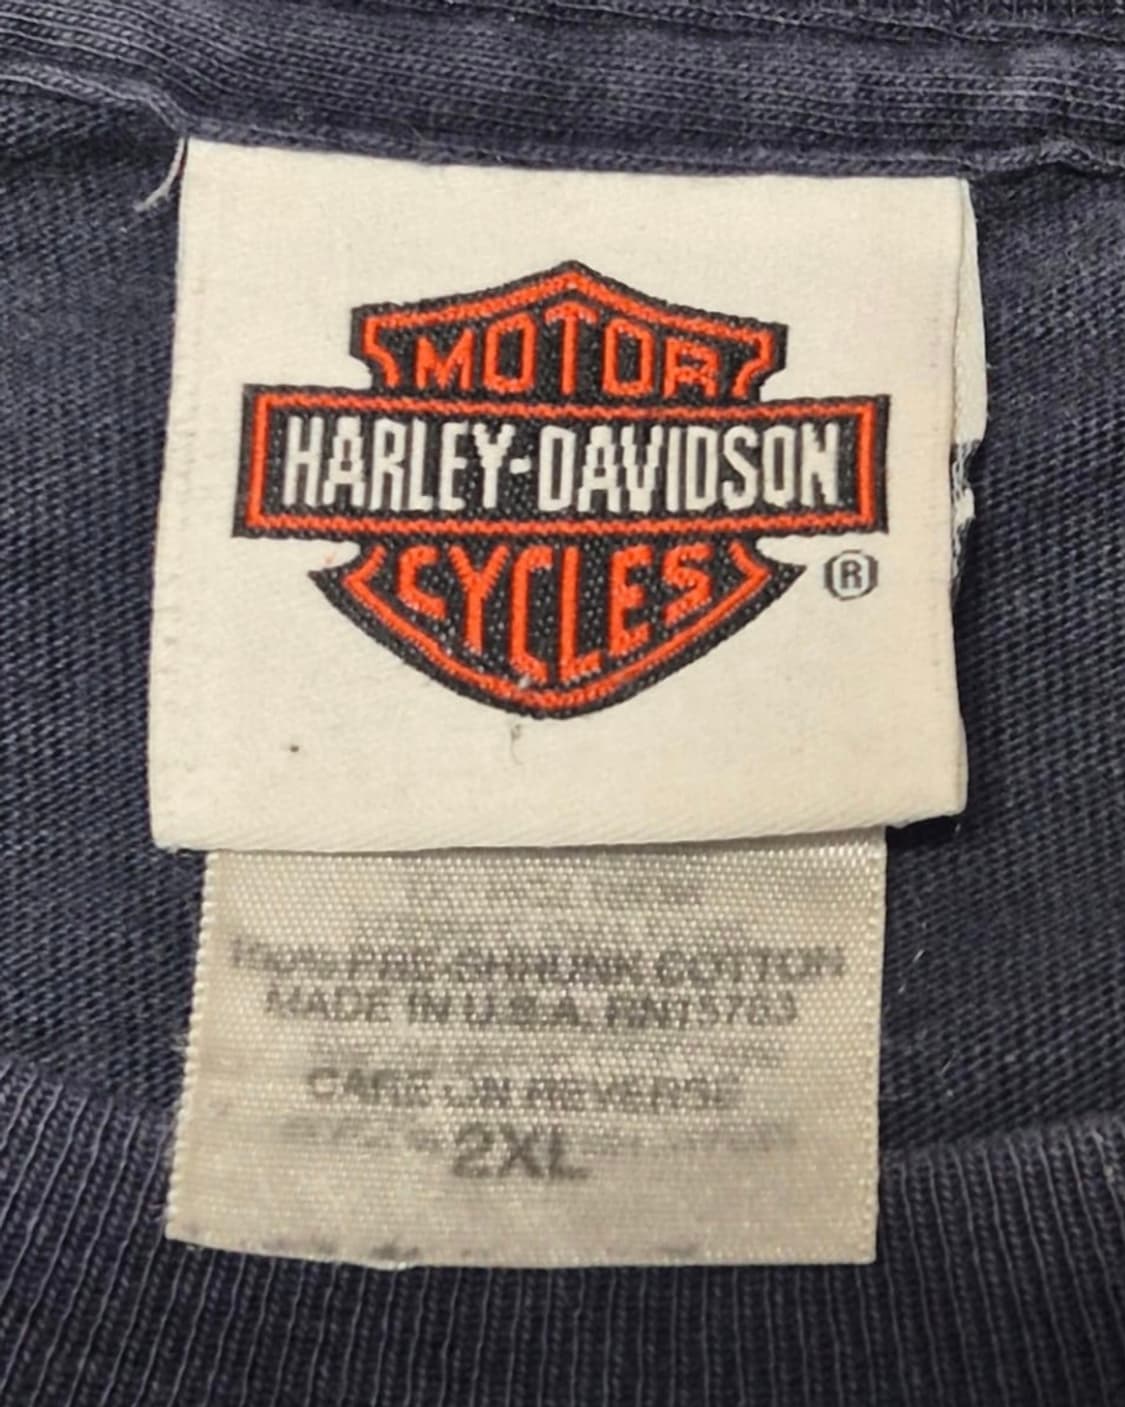 MOTOR
HARLEY-DAVIDSON
CYCLES
®
100% PRE-SHRUNK COTTON
MADE IN U.S.A. RN15763
CARE ON REVERSE
2XL